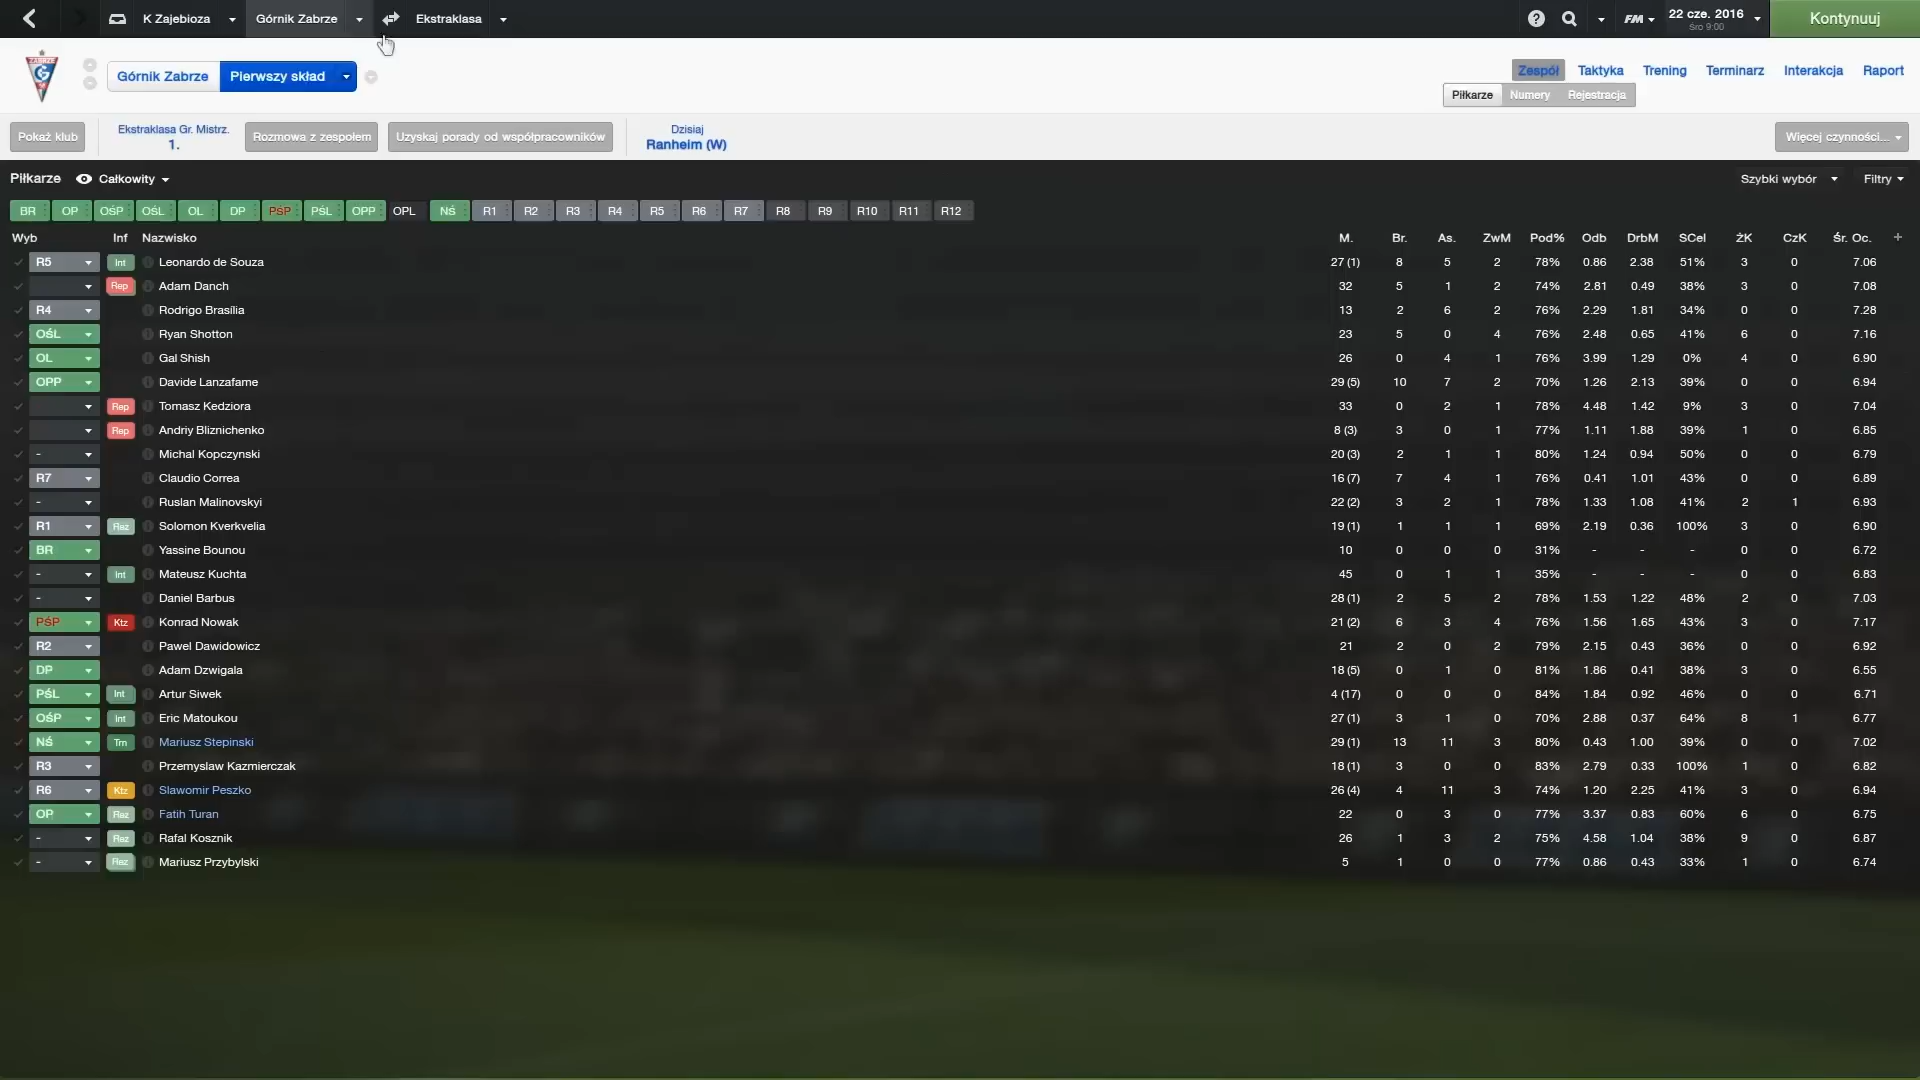 K Zajebioza Górnik Zabrze Ekstraklasa ? FM 22 cze. 2016 Kontynuuj
śro 9:00
ZABRZE
G
Górnik Zabrze Pierwszy skład Zespół Taktyka Trening Terminarz Interakcja Raport
Piłkarze Numery Rejestracja
Pokaż klub Ekstraklasa Gr. Mistrz. Rozmowa z zespołem Uzyskaj porady od współpracowników Dzisiaj Więcej czynności...
1. Ranheim (W)
Piłkarze Całkowity Szybki wybór Filtry
BR OP OŚP OŚL OL DP PŚP PŚL OPP OPL NŚ R1 R2 R3 R4 R5 R6 R7 R8 R9 R10 R11 R12
Wyb Inf Nazwisko M. Br. As. ZwM Pod% Odb DrbM SCel ŻK CzK Śr. Oc. +
R5 Int Leonardo de Souza 27 (1) 8 5 2 78% 0.86 2.38 51% 3 0 7.06
Rep Adam Danch 32 5 1 2 74% 2.81 0.49 38% 3 0 7.08
R4 Rodrigo Brasília 13 2 6 2 76% 2.29 1.81 34% 0 0 7.28
OŚL Ryan Shotton 23 5 0 4 76% 2.48 0.65 41% 6 0 7.16
OL Gal Shish 26 0 4 1 76% 3.99 1.29 0% 4 0 6.90
OPP Davide Lanzafame 29 (5) 10 7 2 70% 1.26 2.13 39% 0 0 6.94
Rep Tomasz Kedziora 33 0 2 1 78% 4.48 1.42 9% 3 0 7.04
Rep Andriy Bliznichenko 8 (3) 3 0 1 77% 1.11 1.88 39% 1 0 6.85
- Michal Kopczynski 20 (3) 2 1 1 80% 1.24 0.94 50% 0 0 6.79
R7 Claudio Correa 16 (7) 7 4 1 76% 0.41 1.01 43% 0 0 6.89
- Ruslan Malinovskyi 22 (2) 3 2 1 78% 1.33 1.08 41% 2 1 6.93
R1 Rez Solomon Kverkvelia 19 (1) 1 1 1 69% 2.19 0.36 100% 3 0 6.90
BR Yassine Bounou 10 0 0 0 31% - - - 0 0 6.72
- Int Mateusz Kuchta 45 0 1 1 35% - - - 0 0 6.83
- Daniel Barbus 28 (1) 2 5 2 78% 1.53 1.22 48% 2 0 7.03
PŚP Ktz Konrad Nowak 21 (2) 6 3 4 76% 1.56 1.65 43% 3 0 7.17
R2 Pawel Dawidowicz 21 2 0 2 79% 2.15 0.43 36% 0 0 6.92
DP Adam Dzwigala 18 (5) 0 1 0 81% 1.86 0.41 38% 3 0 6.55
PŚL Int Artur Siwek 4 (17) 0 0 0 84% 1.84 0.92 46% 0 0 6.71
OŚP Int Eric Matoukou 27 (1) 3 1 0 70% 2.88 0.37 64% 8 1 6.77
NŚ Trn Mariusz Stepinski 29 (1) 13 11 3 80% 0.43 1.00 39% 0 0 7.02
R3 Przemyslaw Kazmierczak 18 (1) 3 0 0 83% 2.79 0.33 100% 1 0 6.82
R6 Ktz Slawomir Peszko 26 (4) 4 11 3 74% 1.20 2.25 41% 3 0 6.94
OP Rez Fatih Turan 22 0 3 0 77% 3.37 0.83 60% 6 0 6.75
- Rez Rafal Kosznik 26 1 3 2 75% 4.58 1.04 38% 9 0 6.87
- Rez Mariusz Przybylski 5 1 0 0 77% 0.86 0.43 33% 1 0 6.74